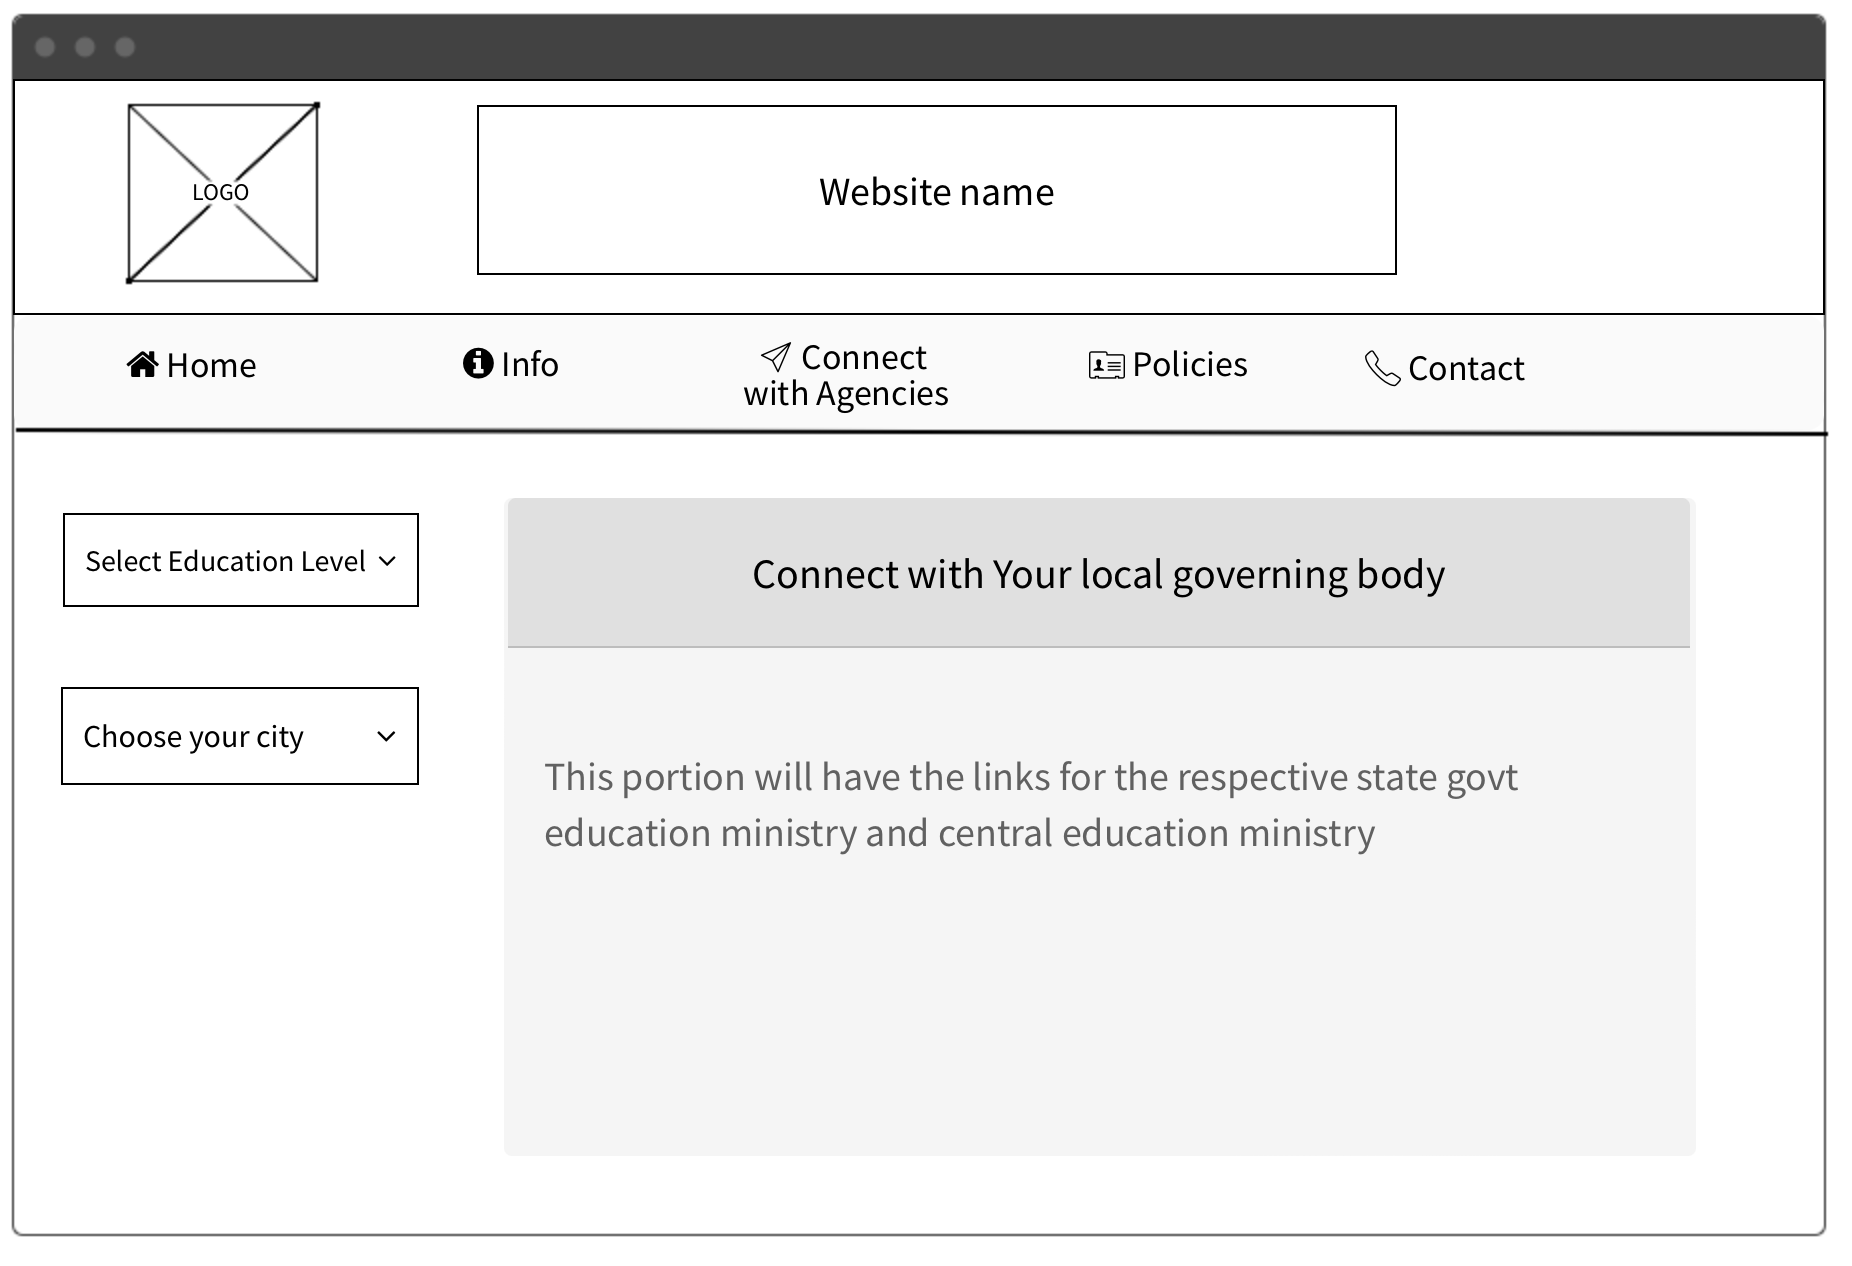 LOGO
Website name
Home
Info
Connect
with Agencies
Policies
Contact
Select Education Level
Choose your city
Connect with Your local governing body
This portion will have the links for the respective state govt
education ministry and central education ministry